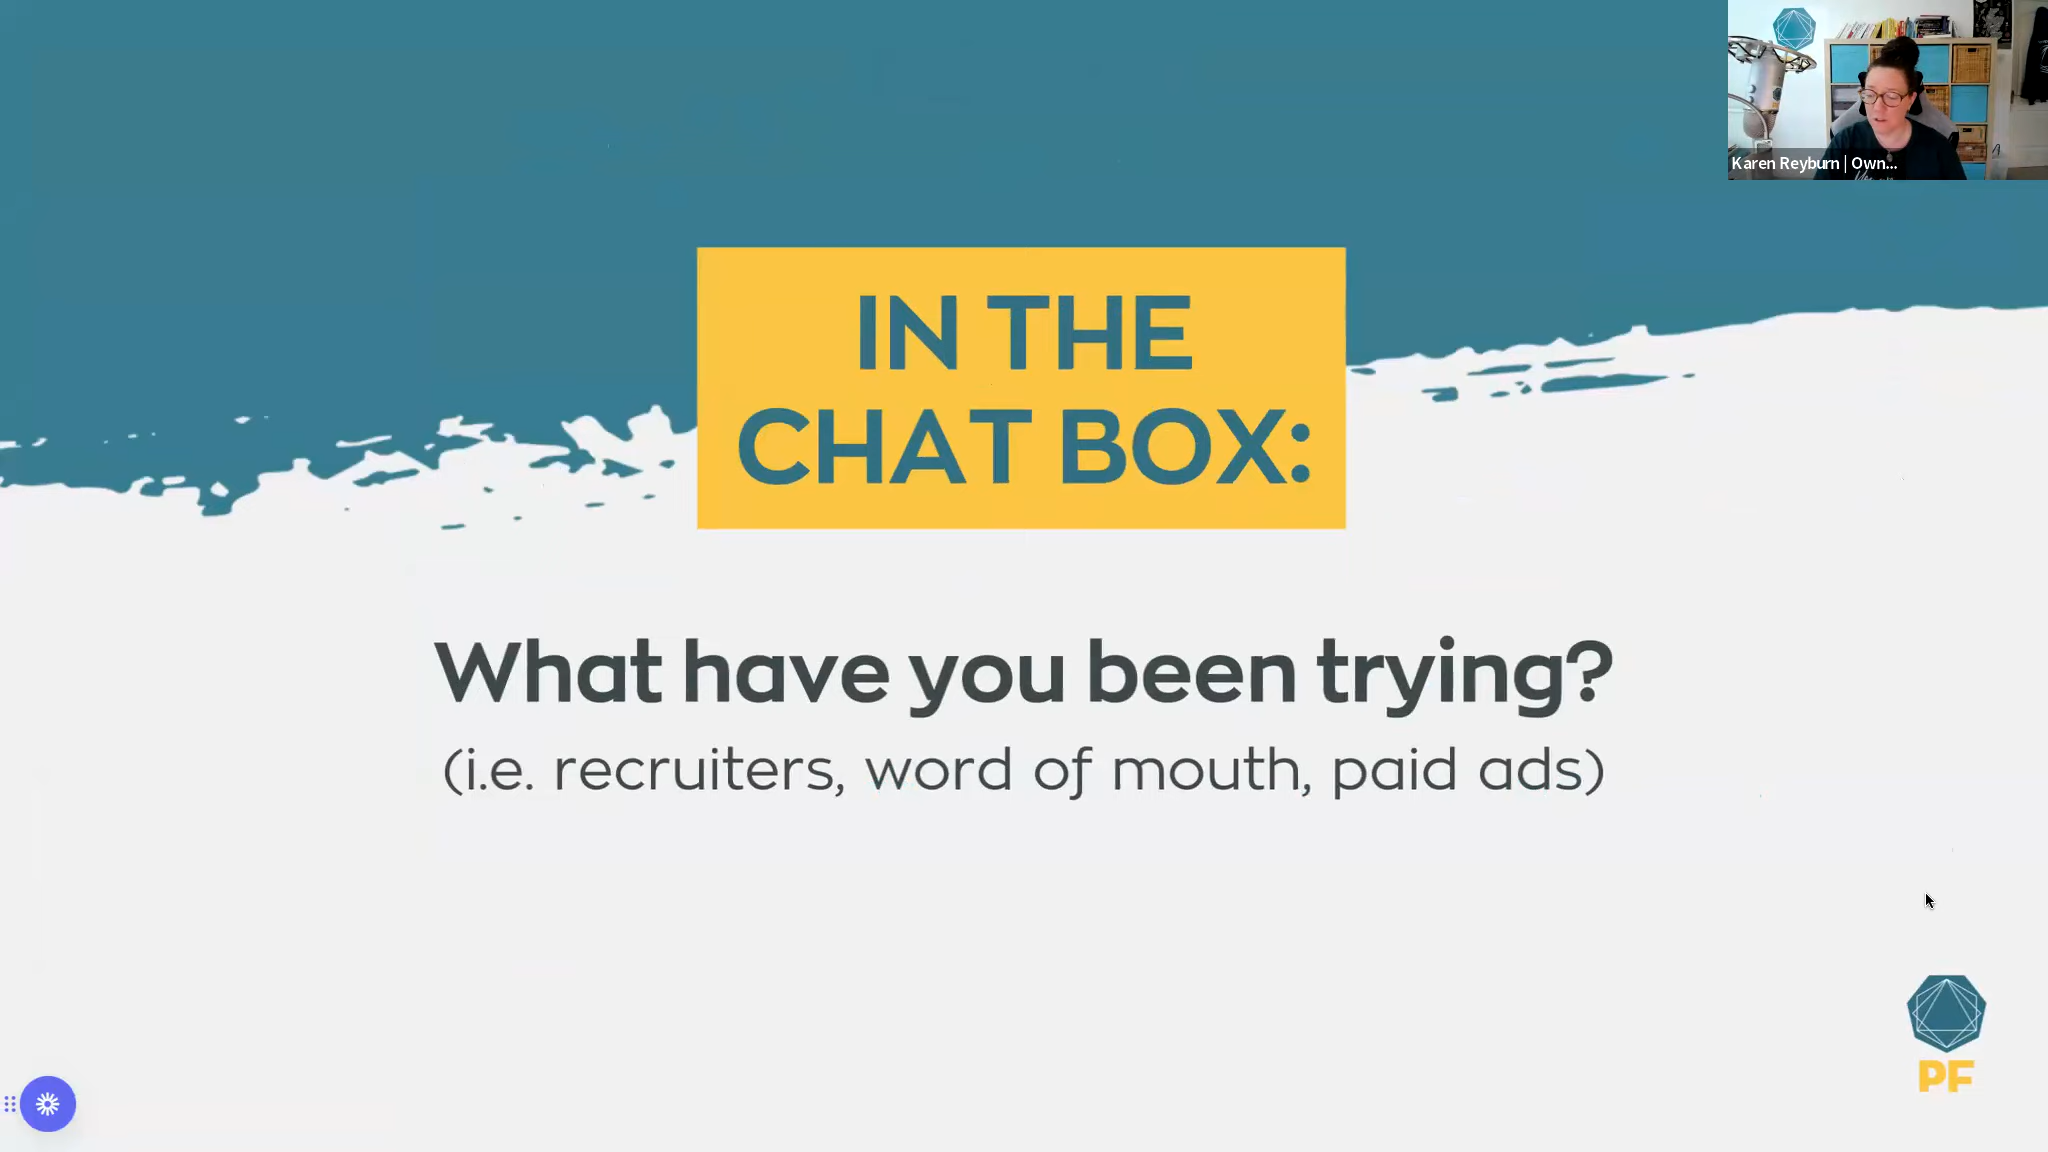 Karen Reyburn | Own...
IN THE
CHAT BOX:
What have you been trying?
(i.e. recruiters, word of mouth, paid ads)
PF